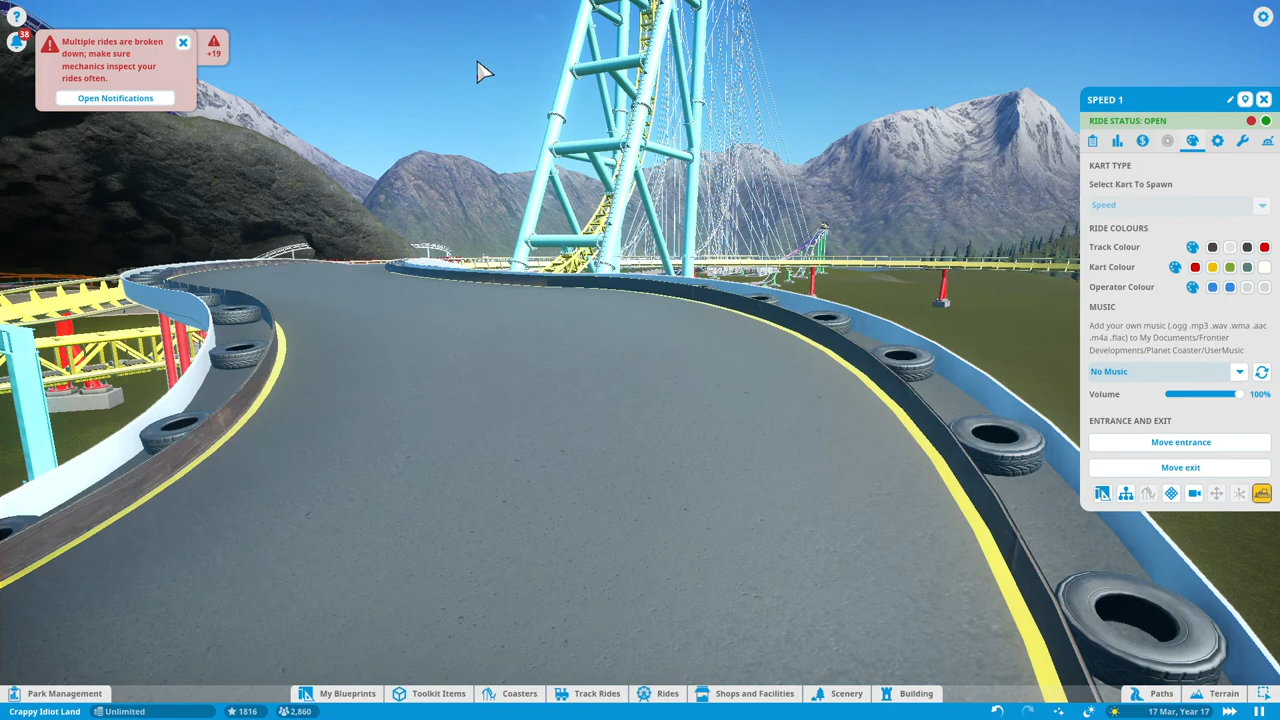 ?
38
Multiple rides are broken
down; make sure
mechanics inspect your
rides often.
Open Notifications
+19
SPEED 1
RIDE STATUS: OPEN
KART TYPE
Select Kart To Spawn
Speed
RIDE COLOURS
Track Colour
Kart Colour
Operator Colour
MUSIC
Add your own music (.ogg .mp3 .wav .wma .aac
.m4a .flac) to My Documents/Frontier
Developments/Planet Coaster/UserMusic
No Music
Volume 100%
ENTRANCE AND EXIT
Move entrance
Move exit
Park Management My Blueprints Toolkit Items Coasters Track Rides Rides Shops and Facilities Scenery Building Paths Terrain
Crappy Idiot Land Unlimited 1816 2,860 17 Mar, Year 17